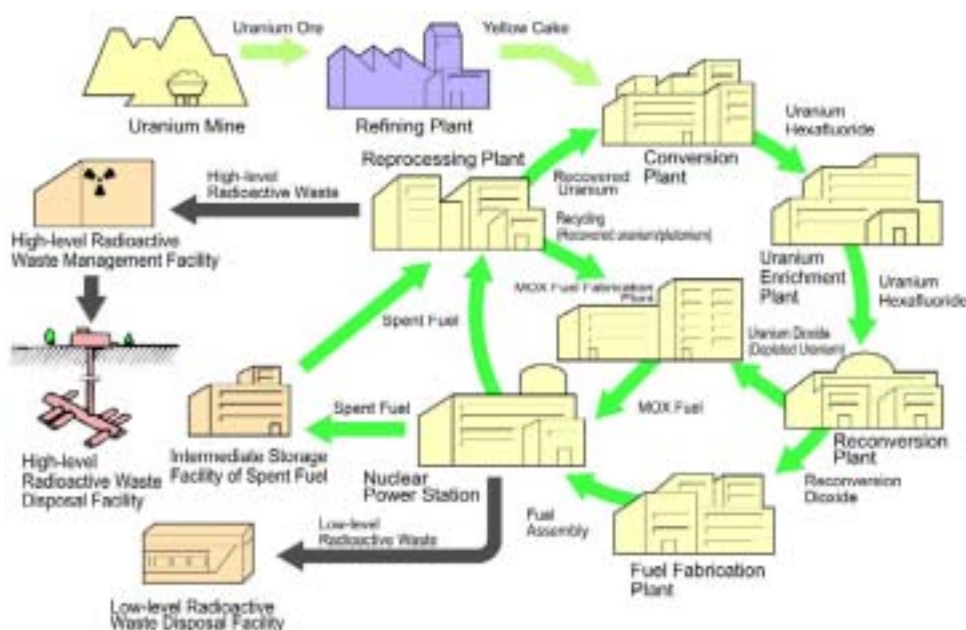 Uranium Ore
Yellow Cake
Uranium Mine
Refining Plant
Uranium
Hexafluoride
Reprocessing Plant
Conversion
Plant
High-level
Radioactive Waste
Recovered
Uranium
Recycling
(Recovered uranium/plutonium)
High-level Radioactive
Waste Management Facility
Uranium
Enrichment
Plant
Uranium
Hexafluoride
MOX Fuel Fabrication
Plant
Spent Fuel
Uranium Dioxide
(Depleted Uranium)
Spent Fuel
MOX Fuel
Reconversion
Plant
High-level
Radioactive Waste
Disposal Facility
Intermediate Storage
Facility of Spent Fuel
Nuclear
Power Station
Reconversion
Dioxide
Fuel
Assembly
Low-level
Radioactive Waste
Fuel Fabrication
Plant
Low-level Radioactive
Waste Disposal Facility